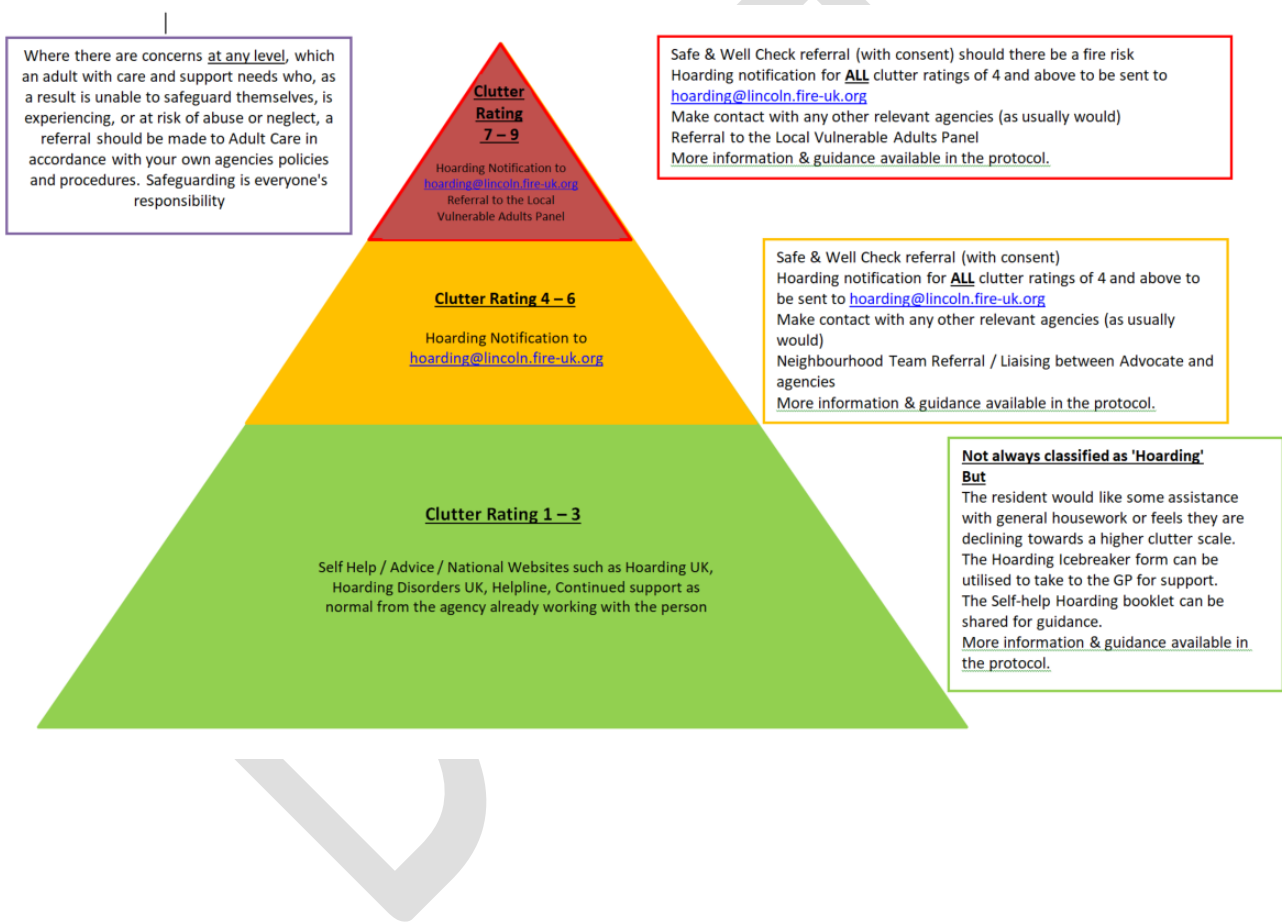 Where there are concerns at any level, which
an adult with care and support needs who, as
a result is unable to safeguard themselves, is
experiencing, or at risk of abuse or neglect, a
referral should be made to Adult Care in
accordance with your own agencies policies
and procedures. Safeguarding is everyone's
responsibility
Clutter
Rating
7 – 9
Hoarding Notification to
hoarding@lincoln.fire-uk.org
Referral to the Local
Vulnerable Adults Panel
Safe & Well Check referral (with consent) should there be a fire risk
Hoarding notification for ALL clutter ratings of 4 and above to be sent to
hoarding@lincoln.fire-uk.org
Make contact with any other relevant agencies (as usually would)
Referral to the Local Vulnerable Adults Panel
More information & guidance available in the protocol.
Clutter Rating 4 – 6
Hoarding Notification to
hoarding@lincoln.fire-uk.org
Safe & Well Check referral (with consent)
Hoarding notification for ALL clutter ratings of 4 and above to
be sent to hoarding@lincoln.fire-uk.org
Make contact with any other relevant agencies (as usually
would)
Neighbourhood Team Referral / Liaising between Advocate and
agencies
More information & guidance available in the protocol.
Clutter Rating 1 – 3
Self Help / Advice / National Websites such as Hoarding UK,
Hoarding Disorders UK, Helpline, Continued support as
normal from the agency already working with the person
Not always classified as 'Hoarding'
But
The resident would like some assistance
with general housework or feels they are
declining towards a higher clutter scale.
The Hoarding Icebreaker form can be
utilised to take to the GP for support.
The Self-help Hoarding booklet can be
shared for guidance.
More information & guidance available in
the protocol.